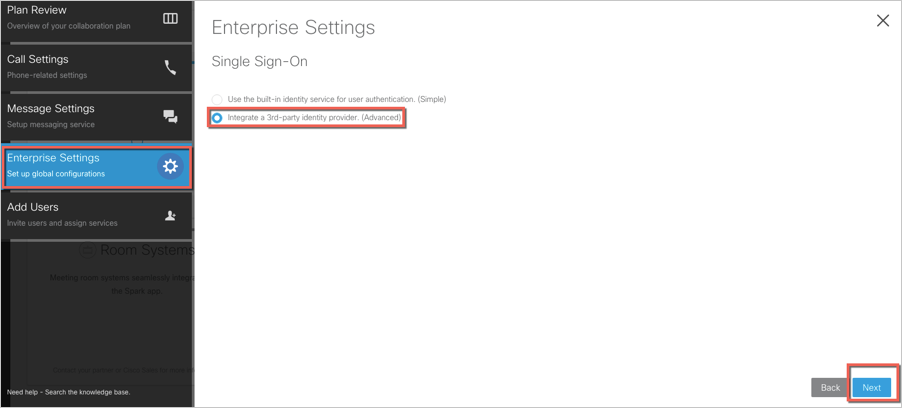 Plan Review
Overview of your collaboration plan
Call Settings
Phone-related settings
Message Settings
Setup messaging service
Enterprise Settings
Set up global configurations
Add Users
Invite users and assign services
Room Systems
Meeting room systems seamlessly
the Spark app.
Need help - Search the knowledge base.
Enterprise Settings
Single Sign-On
Use the built-in identity service for user authentication. (Simple)
Integrate a 3rd-party identity provider. (Advanced)
Back
Next